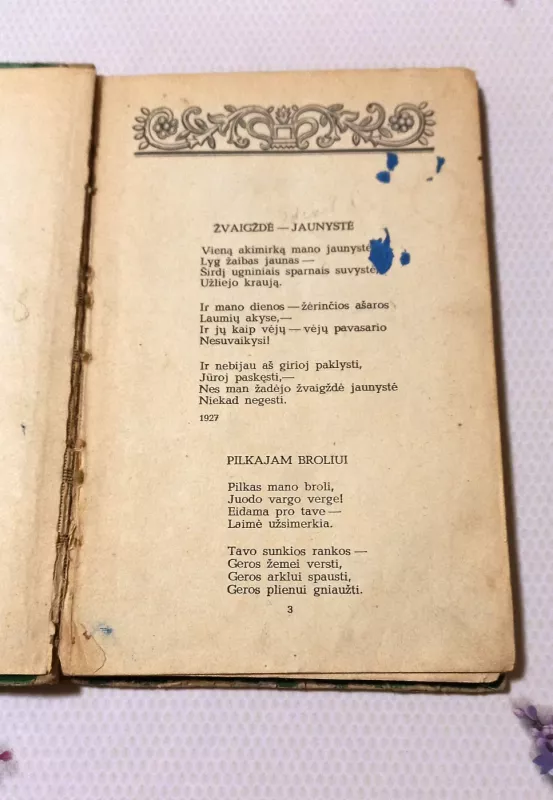 ŽVAIGŽDĖ — JAUNYSTĖ
Vieną akimirką mano jaunystė
Lyg žaibas jaunas —
Širdį ugniniais sparnais suvystė,
Užliejo kraują.
Ir mano dienos — žėrinčios ašaros
Laumių akyse,—
Ir jų kaip vėjų — vėjų pavasario
Nesuvaikysi!
Ir nebijau aš girioj paklysti,
Jūroj paskęsti,—
Nes man žadėjo žvaigždė jaunystė
Niekad negesti.
1927
PILKAJAM BROLIUI
Pilkas mano broli,
Juodo vargo verge!
Eidama pro tave —
Laimė užsimerkia.
Tavo sunkios rankos —
Geros žemei versti,
Geros arklui spausti,
Geros plienui gniaužti.
3